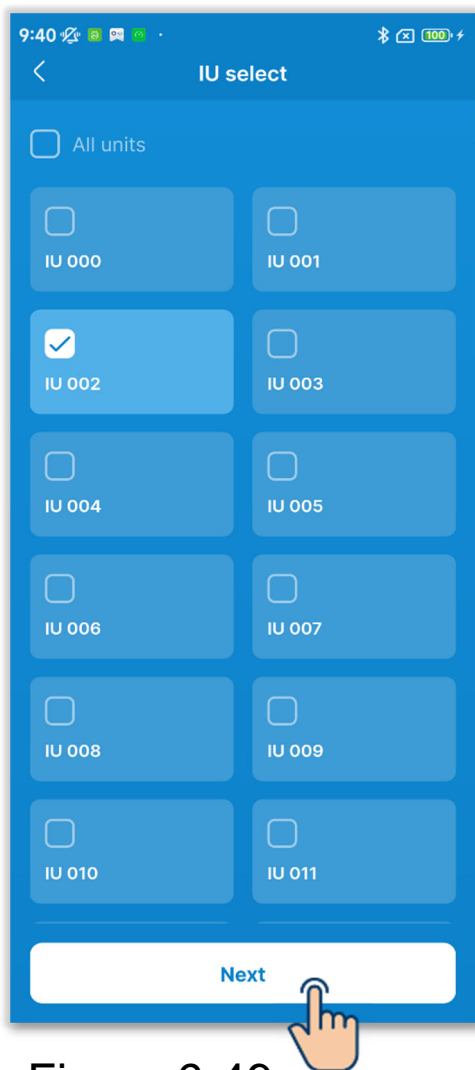 9:40
100
IU select
All units
IU 000
IU 001
IU 002
IU 003
IU 004
IU 005
IU 006
IU 007
IU 008
IU 009
IU 010
IU 011
Next